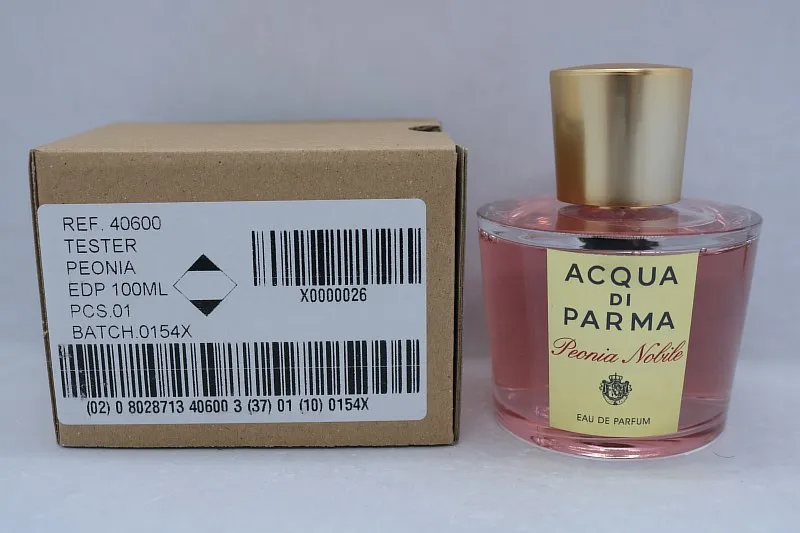 REF. 40600
TESTER
PEONIA
EDP 100ML
PCS.01
BATCH.0154X
X0000026
(02) 0 8028713 40600 3 (37) 01 (10) 0154X
ACQUA
DI
PARMA
Peonia Nobile
EAU DE PARFUM